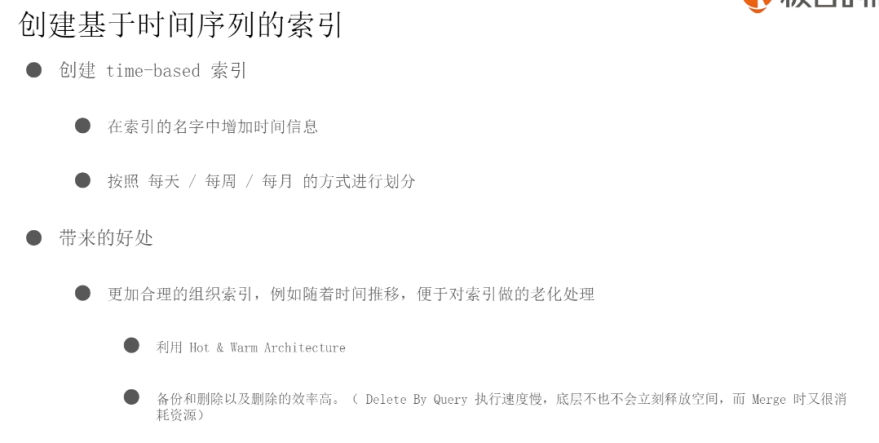 创建基于时间序列的索引
● 创建 time-based 索引
● 在索引的名字中增加时间信息
● 按照 每天 / 每周 / 每月 的方式进行划分
● 带来的好处
● 更加合理的组织索引，例如随着时间推移，便于对索引做的老化处理
● 利用 Hot & Warm Architecture
● 备份和删除以及删除的效率高。（ Delete By Query 执行速度慢，底层不也不会立刻释放空间，而 Merge 时又很消
耗资源）